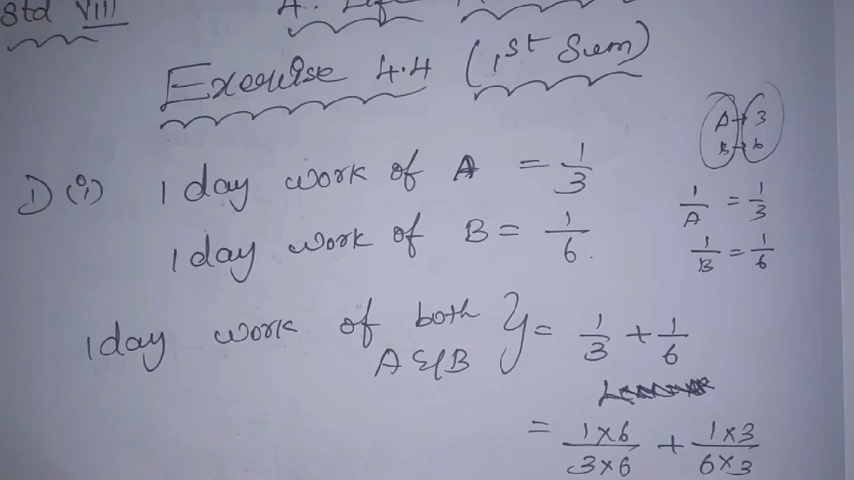 Std VIII
Exercise 4.4 (1st Sum)
A → 3
B → 6
1) (i) 1 day work of A = 1/3
1/A = 1/3
1 day work of B = 1/6.
1/B = 1/6
1 day work of both A & B } = 1/3 + 1/6
= 1×6/3×6 + 1×3/6×3